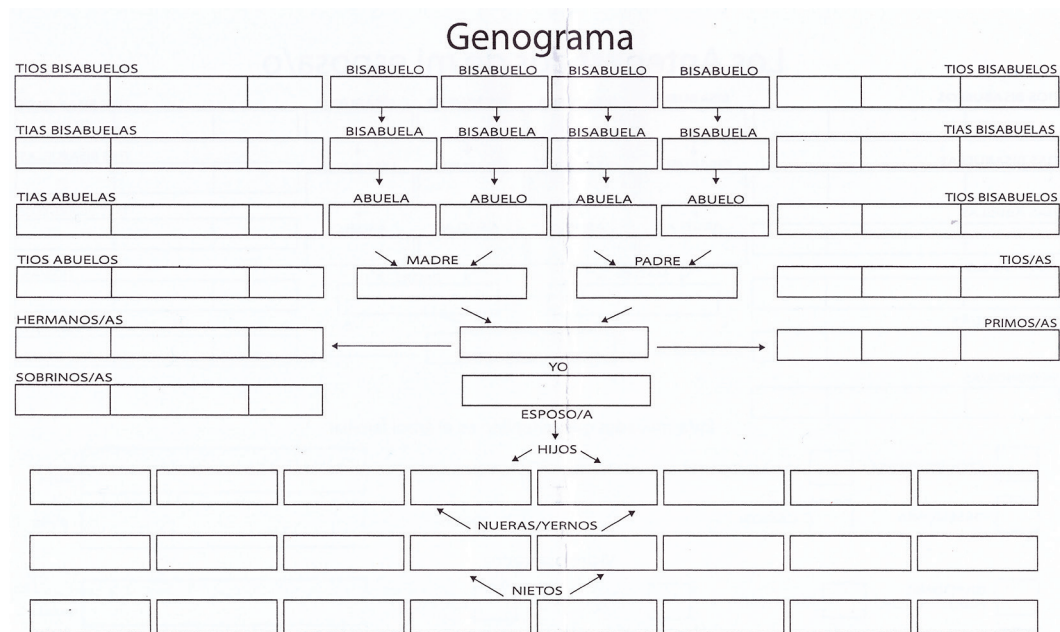 Genograma
TIOS BISABUELOS BISABUELO BISABUELO BISABUELO BISABUELO TIOS BISABUELOS
TIAS BISABUELAS BISABUELA BISABUELA BISABUELA BISABUELA TIAS BISABUELAS
TIAS ABUELAS ABUELA ABUELO ABUELA ABUELO TIOS BISABUELOS
TIOS ABUELOS MADRE PADRE TIOS/AS
HERMANOS/AS PRIMOS/AS
YO
SOBRINOS/AS
ESPOSO/A
HIJOS
NUERAS/YERNOS
NIETOS